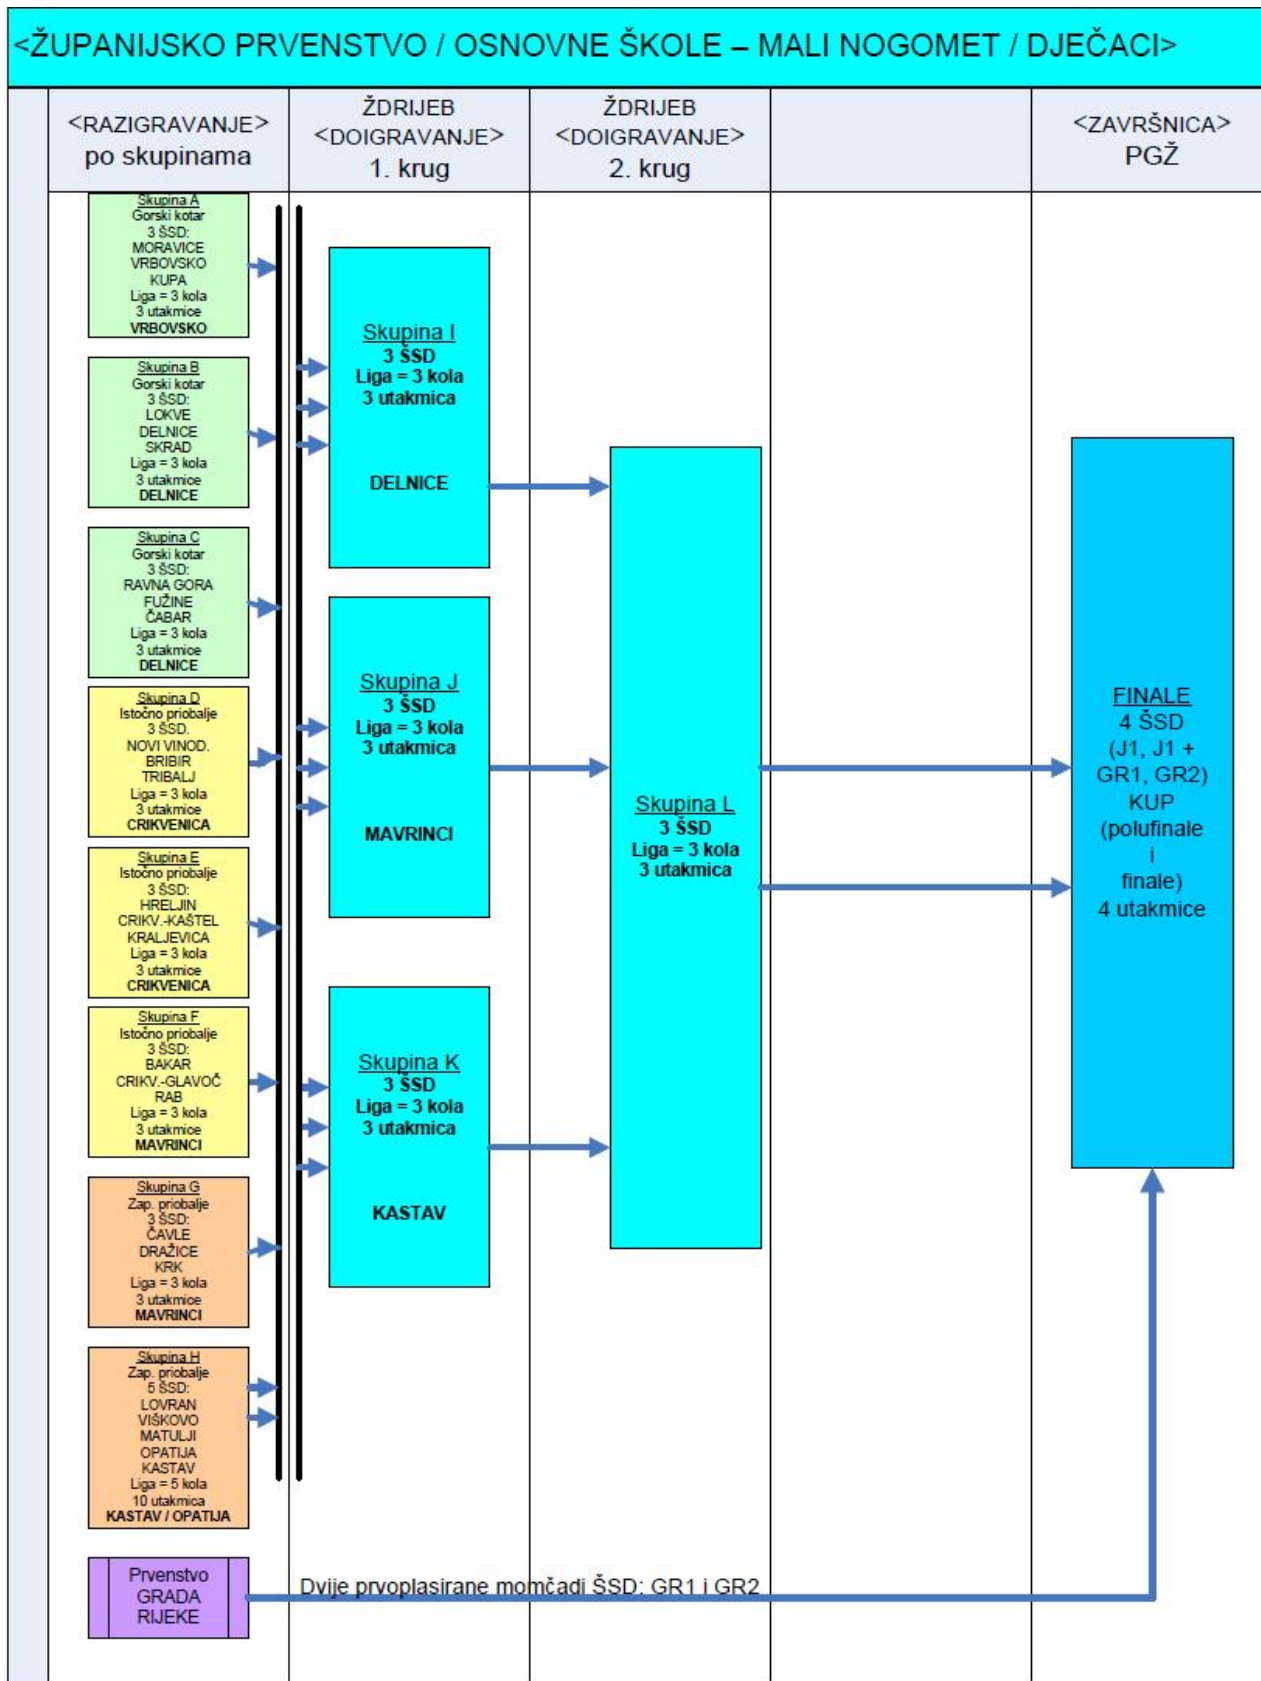 <ŽUPANIJSKO PRVENSTVO / OSNOVNE ŠKOLE – MALI NOGOMET / DJEČACI>
<RAZIGRAVANJE>
po skupinama
ŽDRIJEB
<DOIGRAVANJE>
1. krug
ŽDRIJEB
<DOIGRAVANJE>
2. krug
<ZAVRŠNICA>
PGŽ
Skupina A
Gorski kotar
3 ŠSD:
MORAVICE
VRBOVSKO
KUPA
Liga = 3 kola
3 utakmice
VRBOVSKO
Skupina B
Gorski kotar
3 ŠSD:
LOKVE
DELNICE
SKRAD
Liga = 3 kola
3 utakmice
DELNICE
Skupina C
Gorski kotar
3 ŠSD:
RAVNA GORA
FUŽINE
ČABAR
Liga = 3 kola
3 utakmice
DELNICE
Skupina D
Istočno priobalje
3 ŠSD.
NOVI VINOD.
BRIBIR
TRIBALJ
Liga = 3 kola
3 utakmice
CRIKVENICA
Skupina E
Istočno priobalje
3 ŠSD:
HRELJIN
CRIKV.-KAŠTEL
KRALJEVICA
Liga = 3 kola
3 utakmice
CRIKVENICA
Skupina F
Istočno priobalje
3 ŠSD:
BAKAR
CRIKV.-GLAVOČ
RAB
Liga = 3 kola
3 utakmice
MAVRINCI
Skupina G
Zap. priobalje
3 ŠSD:
ČAVLE
DRAŽICE
KRK
Liga = 3 kola
3 utakmice
MAVRINCI
Skupina H
Zap. priobalje
5 ŠSD:
LOVRAN
VIŠKOVO
MATULJI
OPATIJA
KASTAV
Liga = 5 kola
10 utakmica
KASTAV / OPATIJA
Prvenstvo
GRADA
RIJEKE
Skupina I
3 ŠSD
Liga = 3 kola
3 utakmica
DELNICE
Skupina J
3 ŠSD
Liga = 3 kola
3 utakmica
MAVRINCI
Skupina K
3 ŠSD
Liga = 3 kola
3 utakmica
KASTAV
Skupina L
3 ŠSD
Liga = 3 kola
3 utakmica
FINALE
4 ŠSD
(J1, J1 +
GR1, GR2)
KUP
(polufinale
i
finale)
4 utakmice
Dvije prvoplasirane momčadi ŠSD: GR1 i GR2